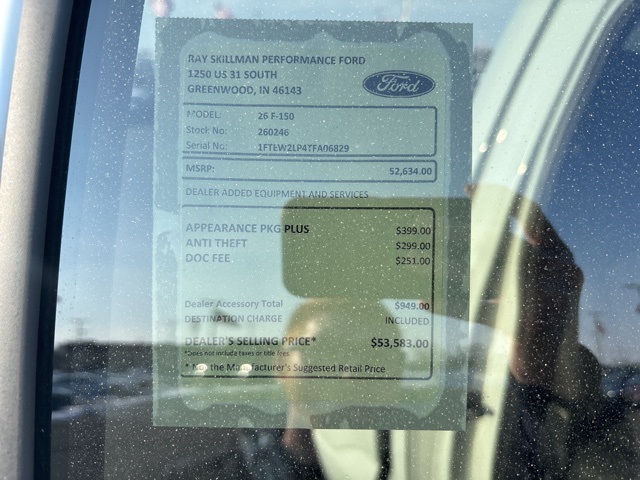 RAY SKILLMAN PERFORMANCE FORD
1250 US 31 SOUTH
GREENWOOD, IN 46143
Ford
MODEL: 26 F-150
Stock No: 260246
Serial No: 1FTEW2LP4TFA06829
MSRP: 52,634.00
DEALER ADDED EQUIPMENT AND SERVICES
APPEARANCE PKG PLUS $399.00
ANTI THEFT $299.00
DOC FEE $251.00
Dealer Accessory Total $949.00
DESTINATION CHARGE INCLUDED
DEALER'S SELLING PRICE* $53,583.00
*Does not include taxes or title fees
* Not the Manufacturer's Suggested Retail Price